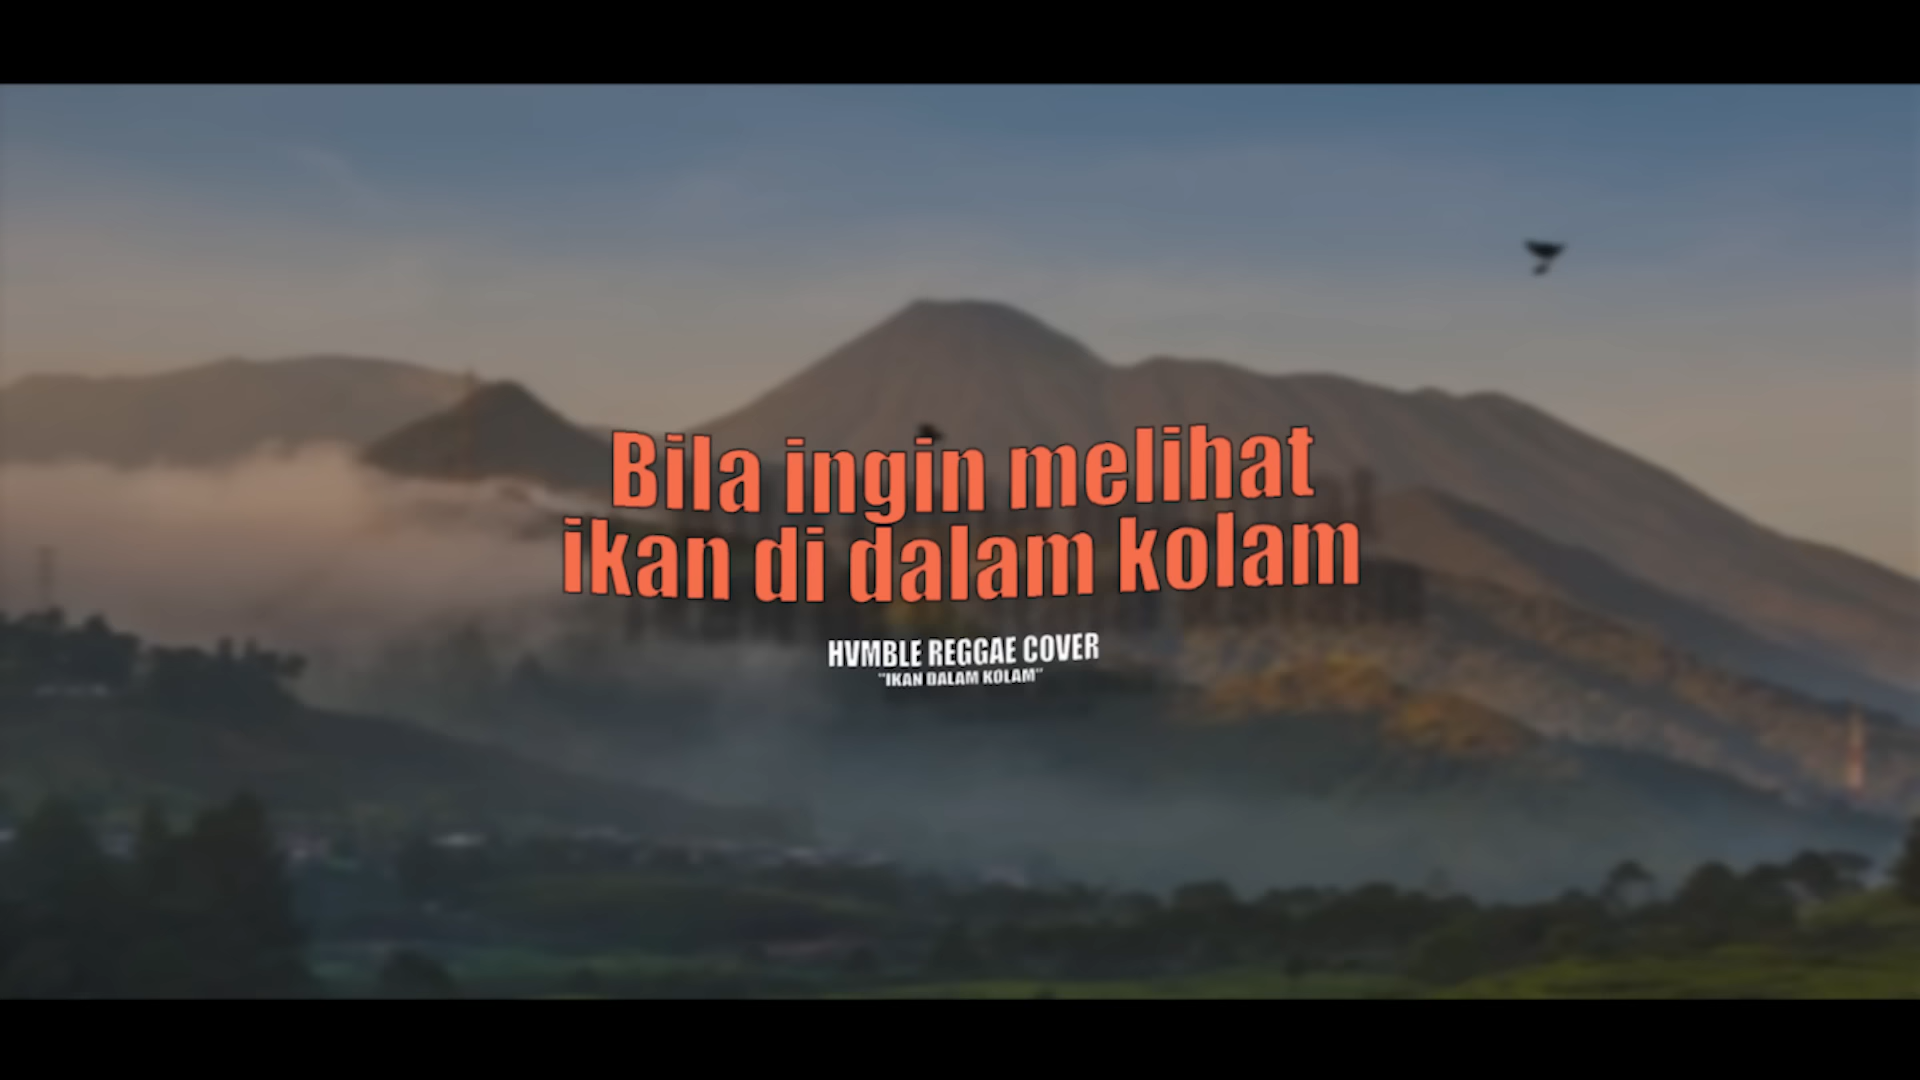 Bila ingin melihat
ikan di dalam kolam
HVMBLE REGGAE COVER
"IKAN DALAM KOLAM"